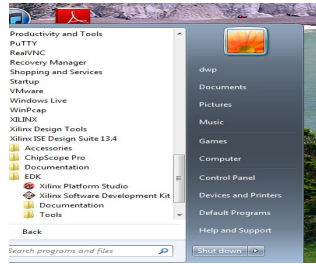 Productivity and Tools
PuTTY
RealVNC
Recovery Manager
Shopping and Services
Startup
VMware
Windows Live
WinPcap
XILINX
Xilinx Design Tools
Xilinx ISE Design Suite 13.4
Accessories
ChipScope Pro
Documentation
EDK
Xilinx Platform Studio
Xilinx Software Development Kit
Documentation
Tools
Back
Search programs and files
dwp
Documents
Pictures
Music
Games
Computer
Control Panel
Devices and Printers
Default Programs
Help and Support
Shut down